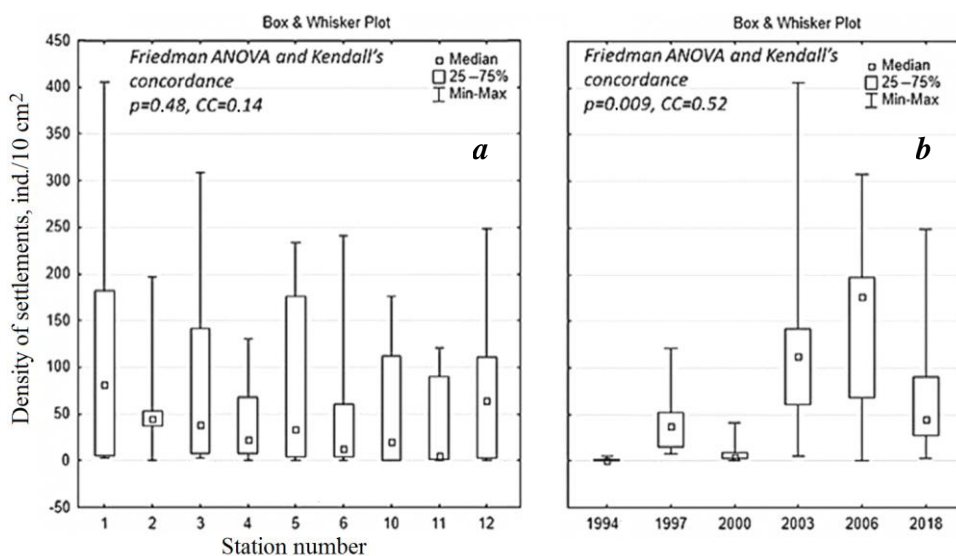 Box & Whisker Plot
Friedman ANOVA and Kendall's
concordance
p=0.48, CC=0.14
Median
25–75%
Min-Max
a
450
400
350
300
250
200
150
100
50
0
-50
Density of settlements, ind./10 cm²
1 2 3 4 5 6 10 11 12
Station number
Box & Whisker Plot
Friedman ANOVA and Kendall's
concordance
p=0.009, CC=0.52
Median
25–75%
Min-Max
b
1994 1997 2000 2003 2006 2018